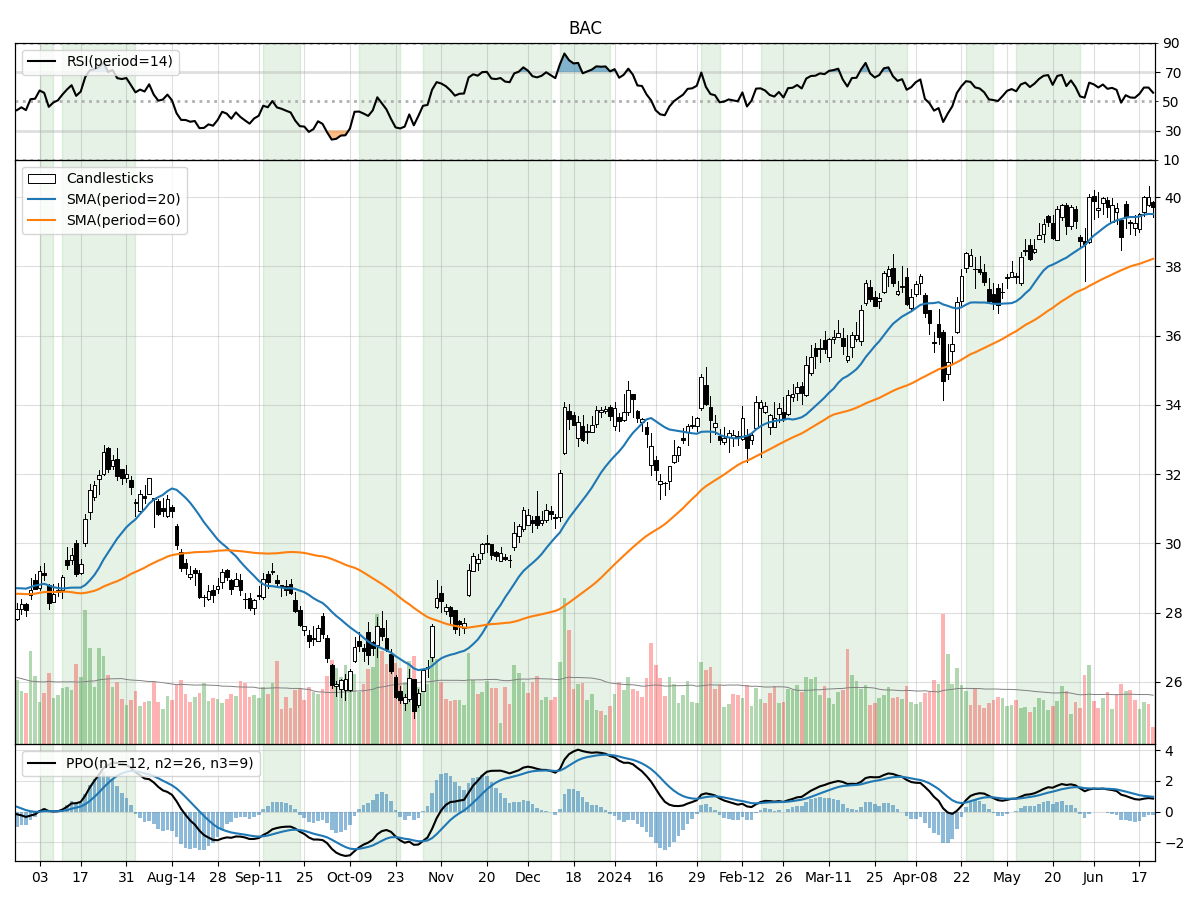 BAC
RSI(period=14)
90
70
50
30
10
Candlesticks
SMA(period=20)
SMA(period=60)
40
38
36
34
32
30
28
26
PPO(n1=12, n2=26, n3=9)
4
2
0
−2
03 17 31 Aug-14 28 Sep-11 25 Oct-09 23 Nov 20 Dec 18 2024 16 29 Feb-12 26 Mar-11 25 Apr-08 22 May 20 Jun 17